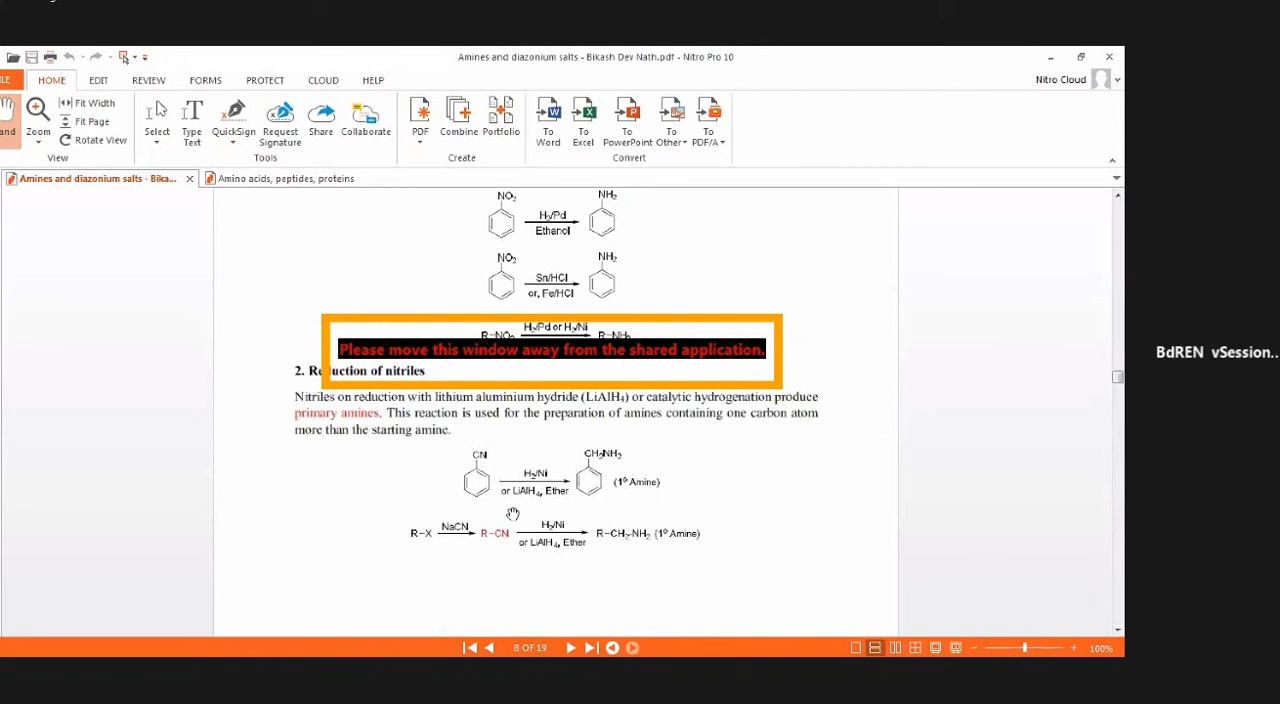 Amines and diazonium salts - Bikash Dev Nath.pdf - Nitro Pro 10
HOME EDIT REVIEW FORMS PROTECT CLOUD HELP
Nitro Cloud
Zoom
Fit Width
Fit Page
Rotate View
View
Select
Type Text
QuickSign
Request Signature
Share
Collaborate
Tools
PDF
Combine
Portfolio
Create
To Word
To Excel
To PowerPoint
To Other
To PDF/A
Convert
Amines and diazonium salts - Bika...
Amino acids, peptides, proteins
NO₂ NH₂
H₂/Pd
Ethanol
NO₂ NH₂
Sn/HCl
or, Fe/HCl
R-NO₂ H₂/Pd or H₂/Ni R-NH₂
Please move this window away from the shared application.
2. Reduction of nitriles
Nitriles on reduction with lithium aluminium hydride (LiAlH₄) or catalytic hydrogenation produce
primary amines. This reaction is used for the preparation of amines containing one carbon atom
more than the starting amine.
CN CH₂NH₂
H₂/Ni
or LiAlH₄, Ether (1⁰ Amine)
R-X NaCN R-CN H₂/Ni R-CH₂-NH₂ (1⁰ Amine)
or LiAlH₄, Ether
BdREN vSession...
8 OF 19
100%